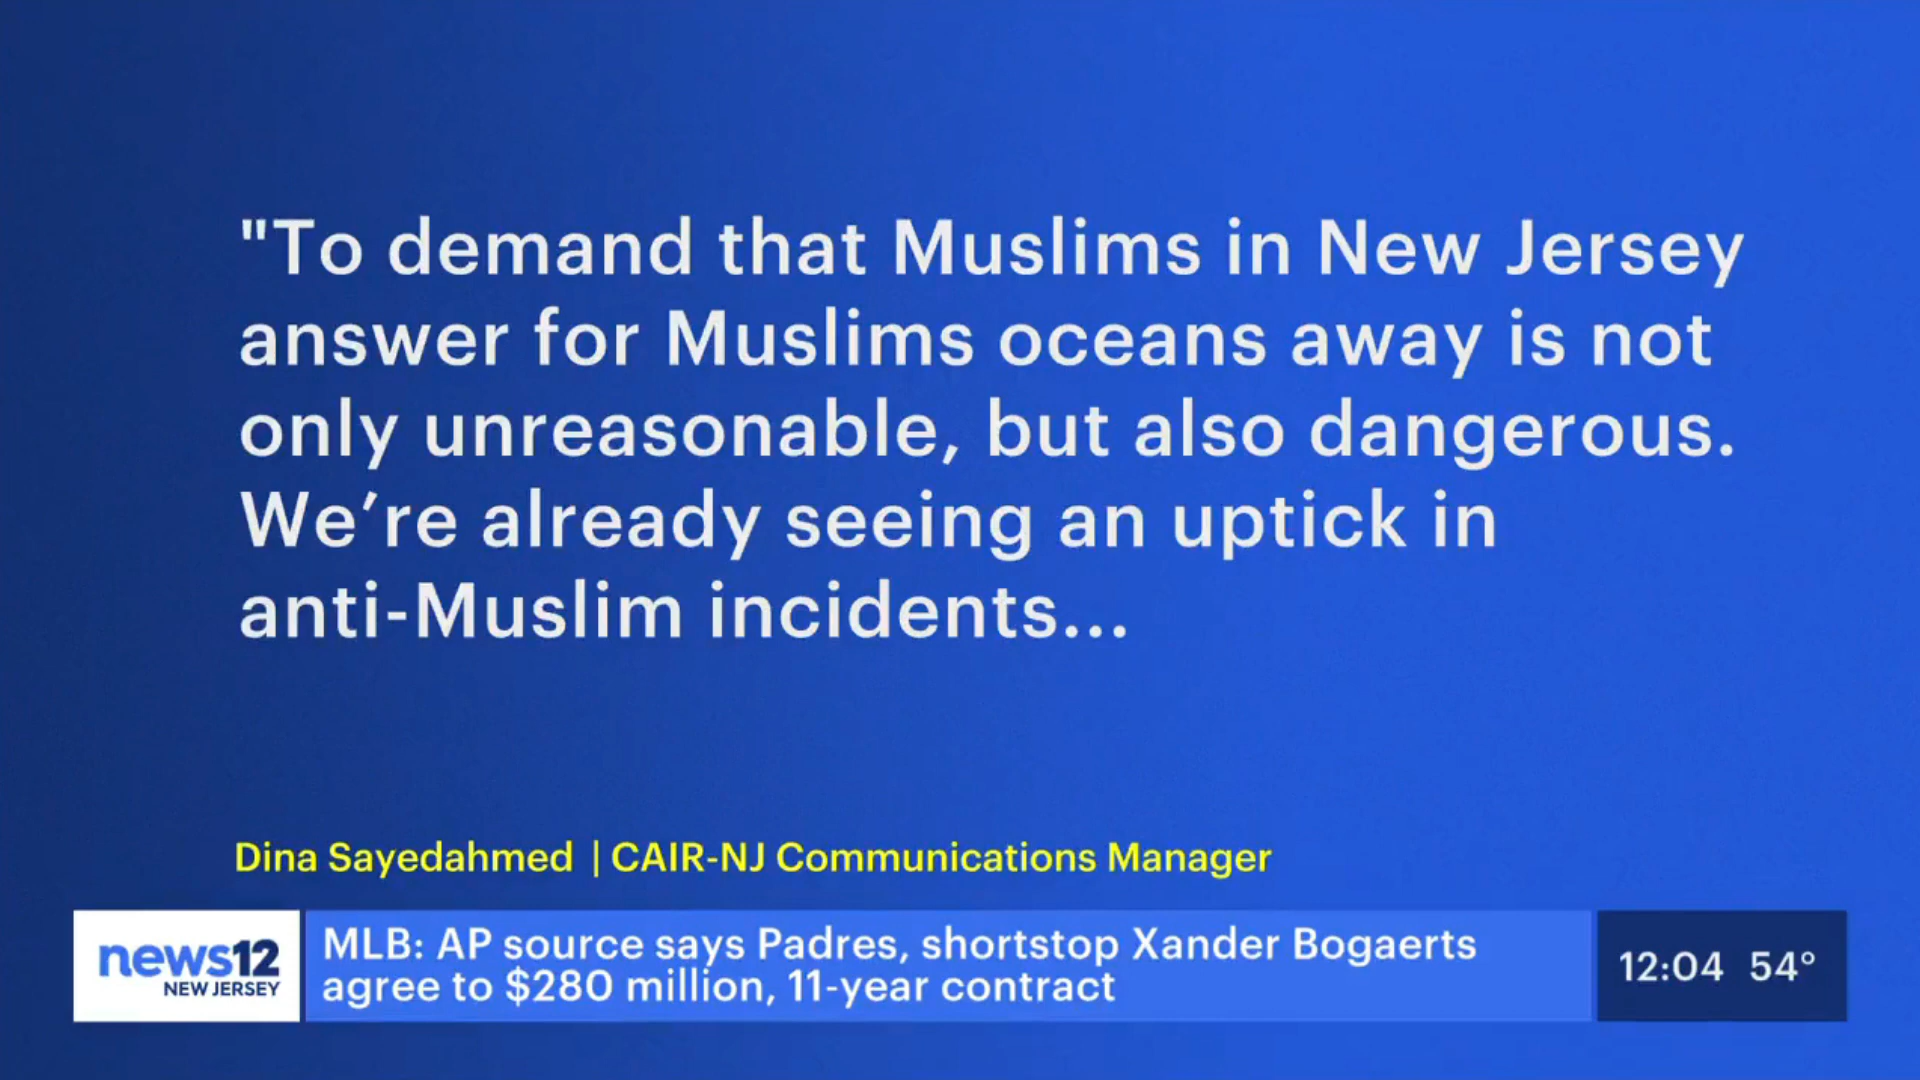 "To demand that Muslims in New Jersey
answer for Muslims oceans away is not
only unreasonable, but also dangerous.
We’re already seeing an uptick in
anti-Muslim incidents...
Dina Sayedahmed | CAIR-NJ Communications Manager
news12
NEW JERSEY
MLB: AP source says Padres, shortstop Xander Bogaerts
agree to $280 million, 11-year contract
12:04 54°